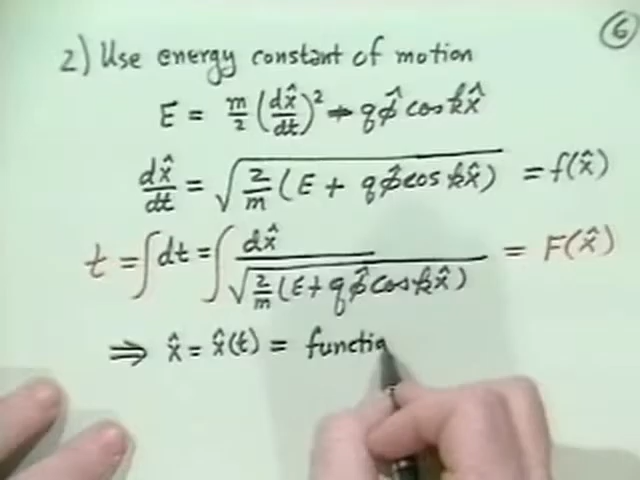 ⑥
2) Use energy constant of motion
E = m/2 (dx̂/dt)² - qφ̂ cos kx̂
dx̂/dt = √(2/m (E + qφ̂ cos kx̂)) = f(x̂)
t = ∫dt = ∫ dx̂/√(2/m (E + qφ̂ cos kx̂)) = F(x̂)
⇒ x̂ = x̂(t) = functio